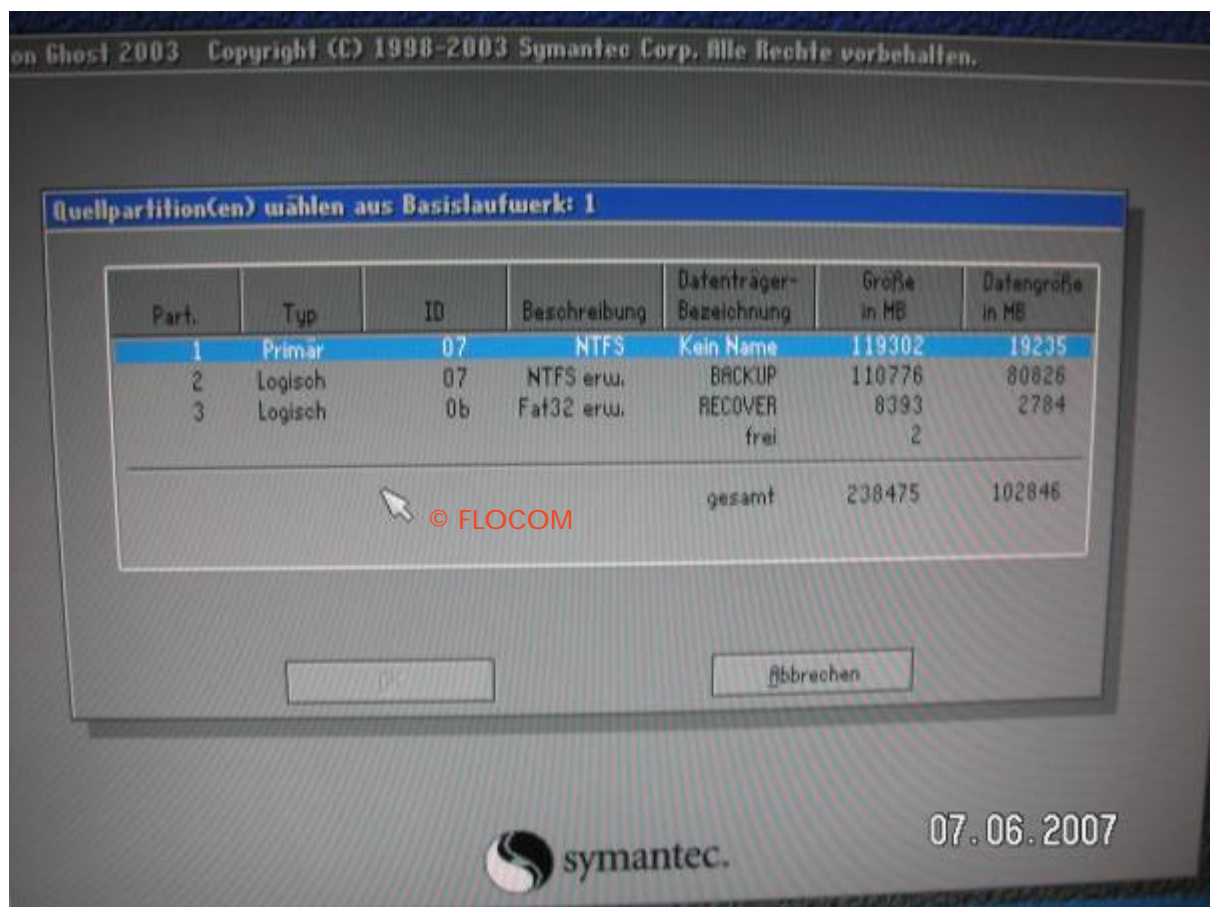 on Ghost 2003 Copyright (C) 1998-2003 Symantec Corp. Alle Rechte vorbehalten.
Quellpartition(en) wählen aus Basislaufwerk: 1
Part. Typ ID Beschreibung Datenträger-Bezeichnung Größe in MB Datengröße in MB
1 Primär 07 NTFS Kein Name 119302 19235
2 Logisch 07 NTFS erw. BACKUP 110776 80826
3 Logisch 0b Fat32 erw. RECOVER 8393 2784
frei 2
gesamt 238475 102846
© FLOCOM
OK Abbrechen
symantec.
07.06.2007